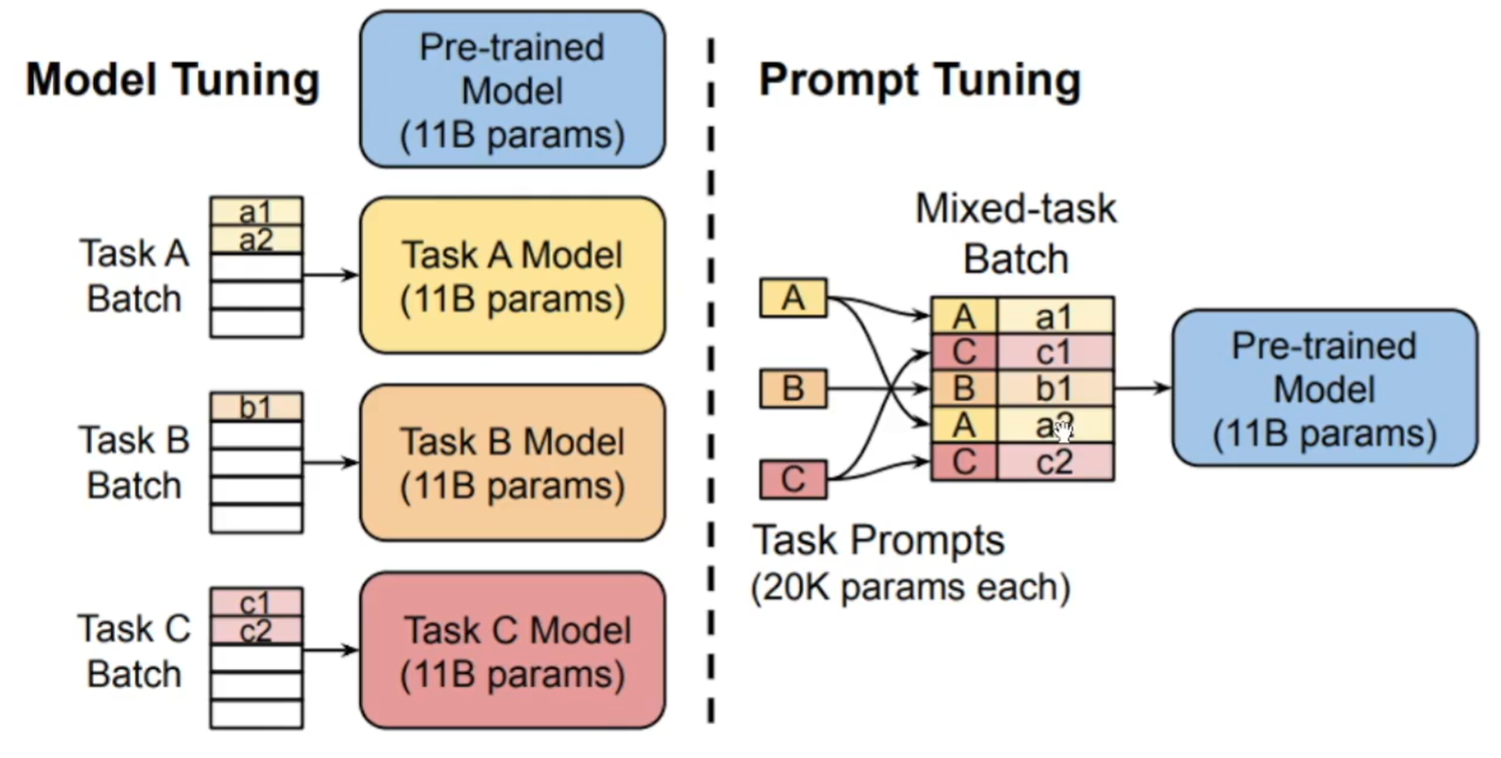 Model Tuning
Pre-trained
Model
(11B params)
Task A
Batch
a1
a2
Task A Model
(11B params)
Task B
Batch
b1
Task B Model
(11B params)
Task C
Batch
c1
c2
Task C Model
(11B params)
Prompt Tuning
Mixed-task
Batch
A
B
C
A a1
C c1
B b1
A a2
C c2
Task Prompts
(20K params each)
Pre-trained
Model
(11B params)